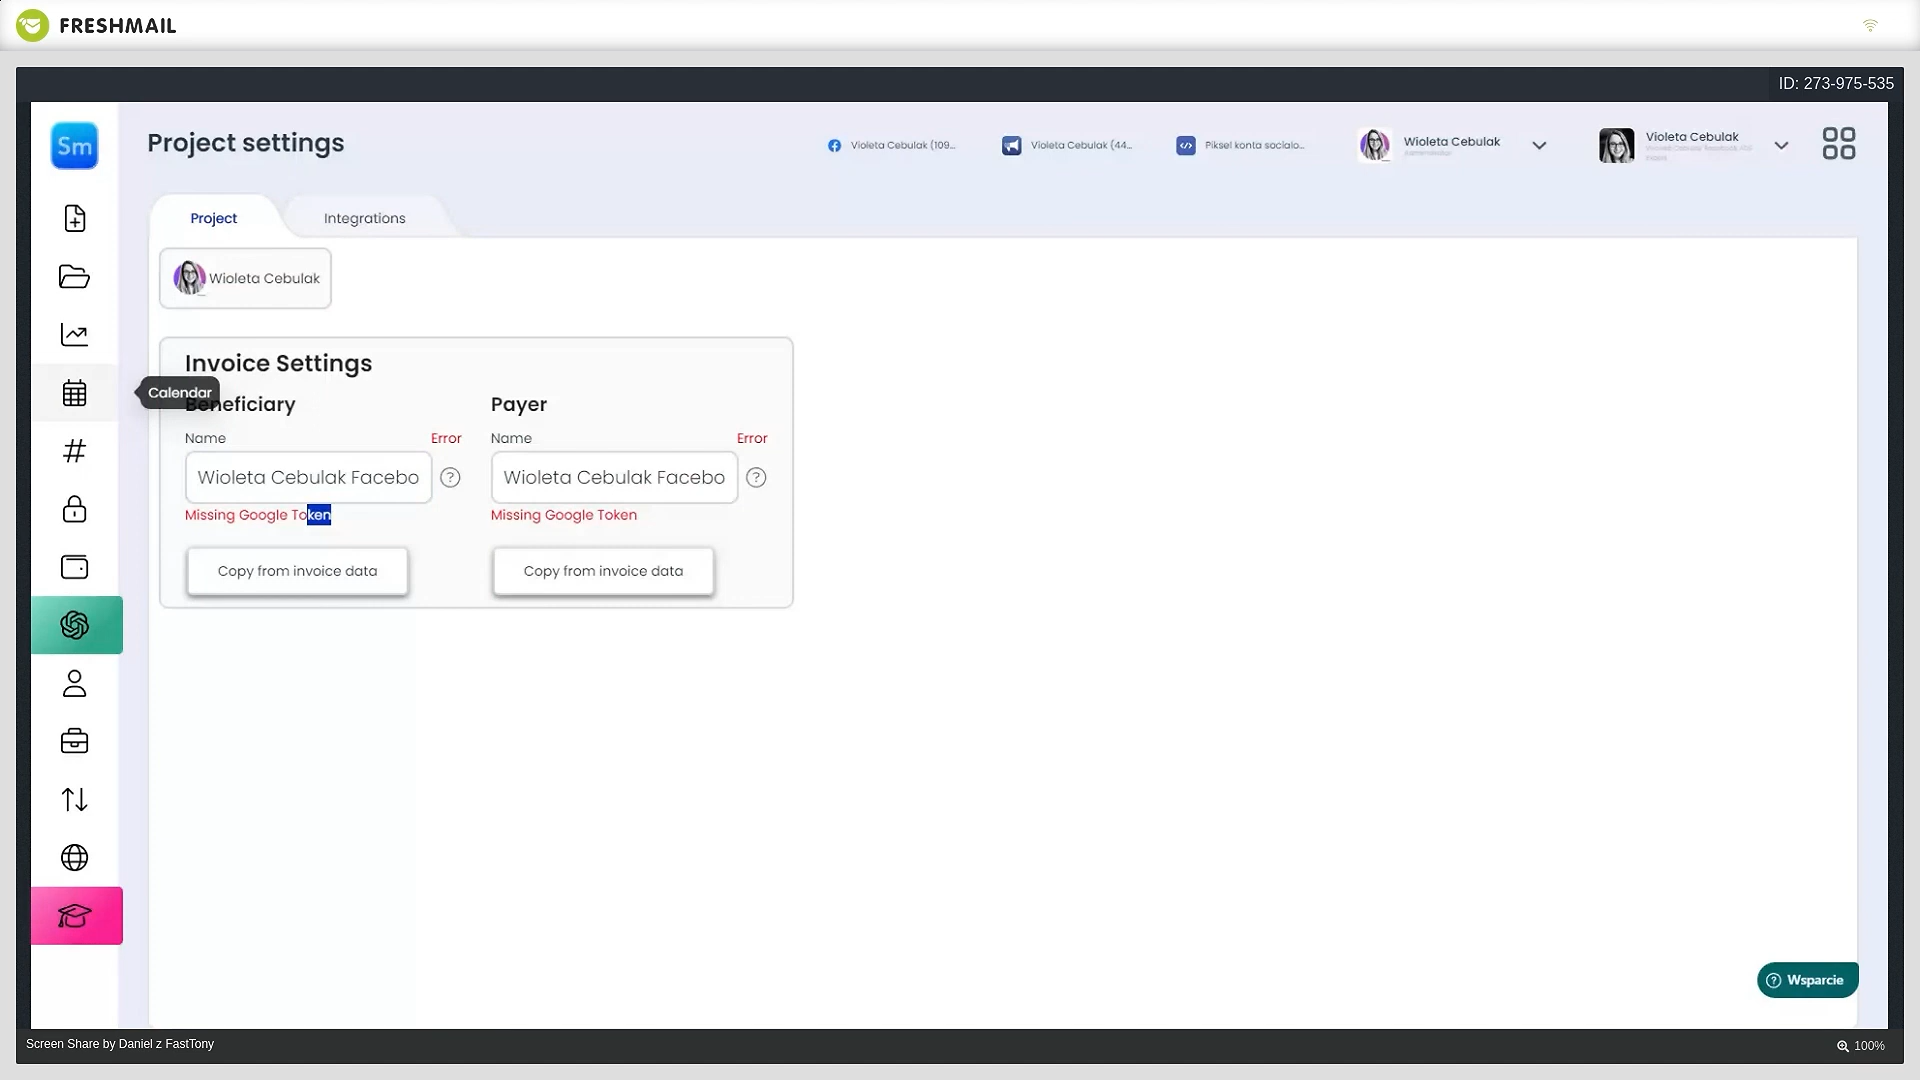 FRESHMAIL
ID: 273-975-535
Sm
Project settings
Violeta Cebulak (109...
Violeta Cebulak (44...
Piksel konta socialo...
Wioleta Cebulak
Violeta Cebulak
Project
Integrations
Wioleta Cebulak
Invoice Settings
Calendar
Beneficiary
Payer
Name
Error
Name
Error
Wioleta Cebulak Facebo
?
Wioleta Cebulak Facebo
?
Missing Google Token
Missing Google Token
Copy from invoice data
Copy from invoice data
? Wsparcie
Screen Share by Daniel z FastTony
100%